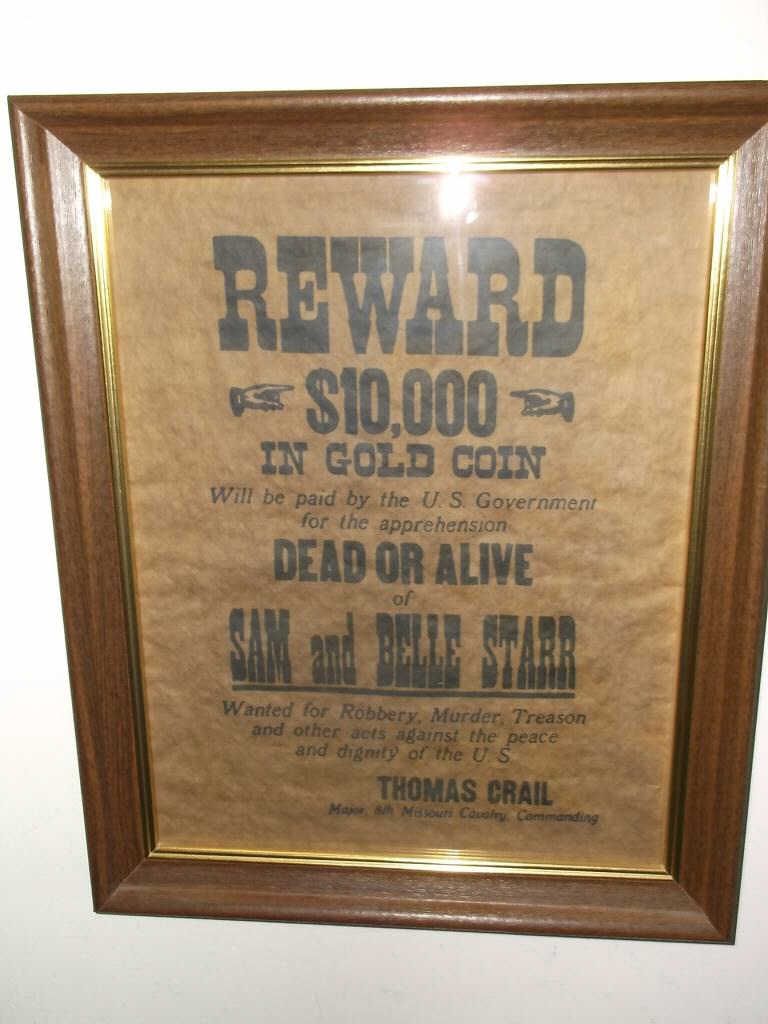 REWARD
$10,000
IN GOLD COIN
Will be paid by the U. S. Government
for the apprehension
DEAD OR ALIVE
of
SAM and BELLE STARR
Wanted for Robbery, Murder, Treason
and other acts against the peace
and dignity of the U. S.
THOMAS CRAIL
Major, 8th Missouri Cavalry, Commanding